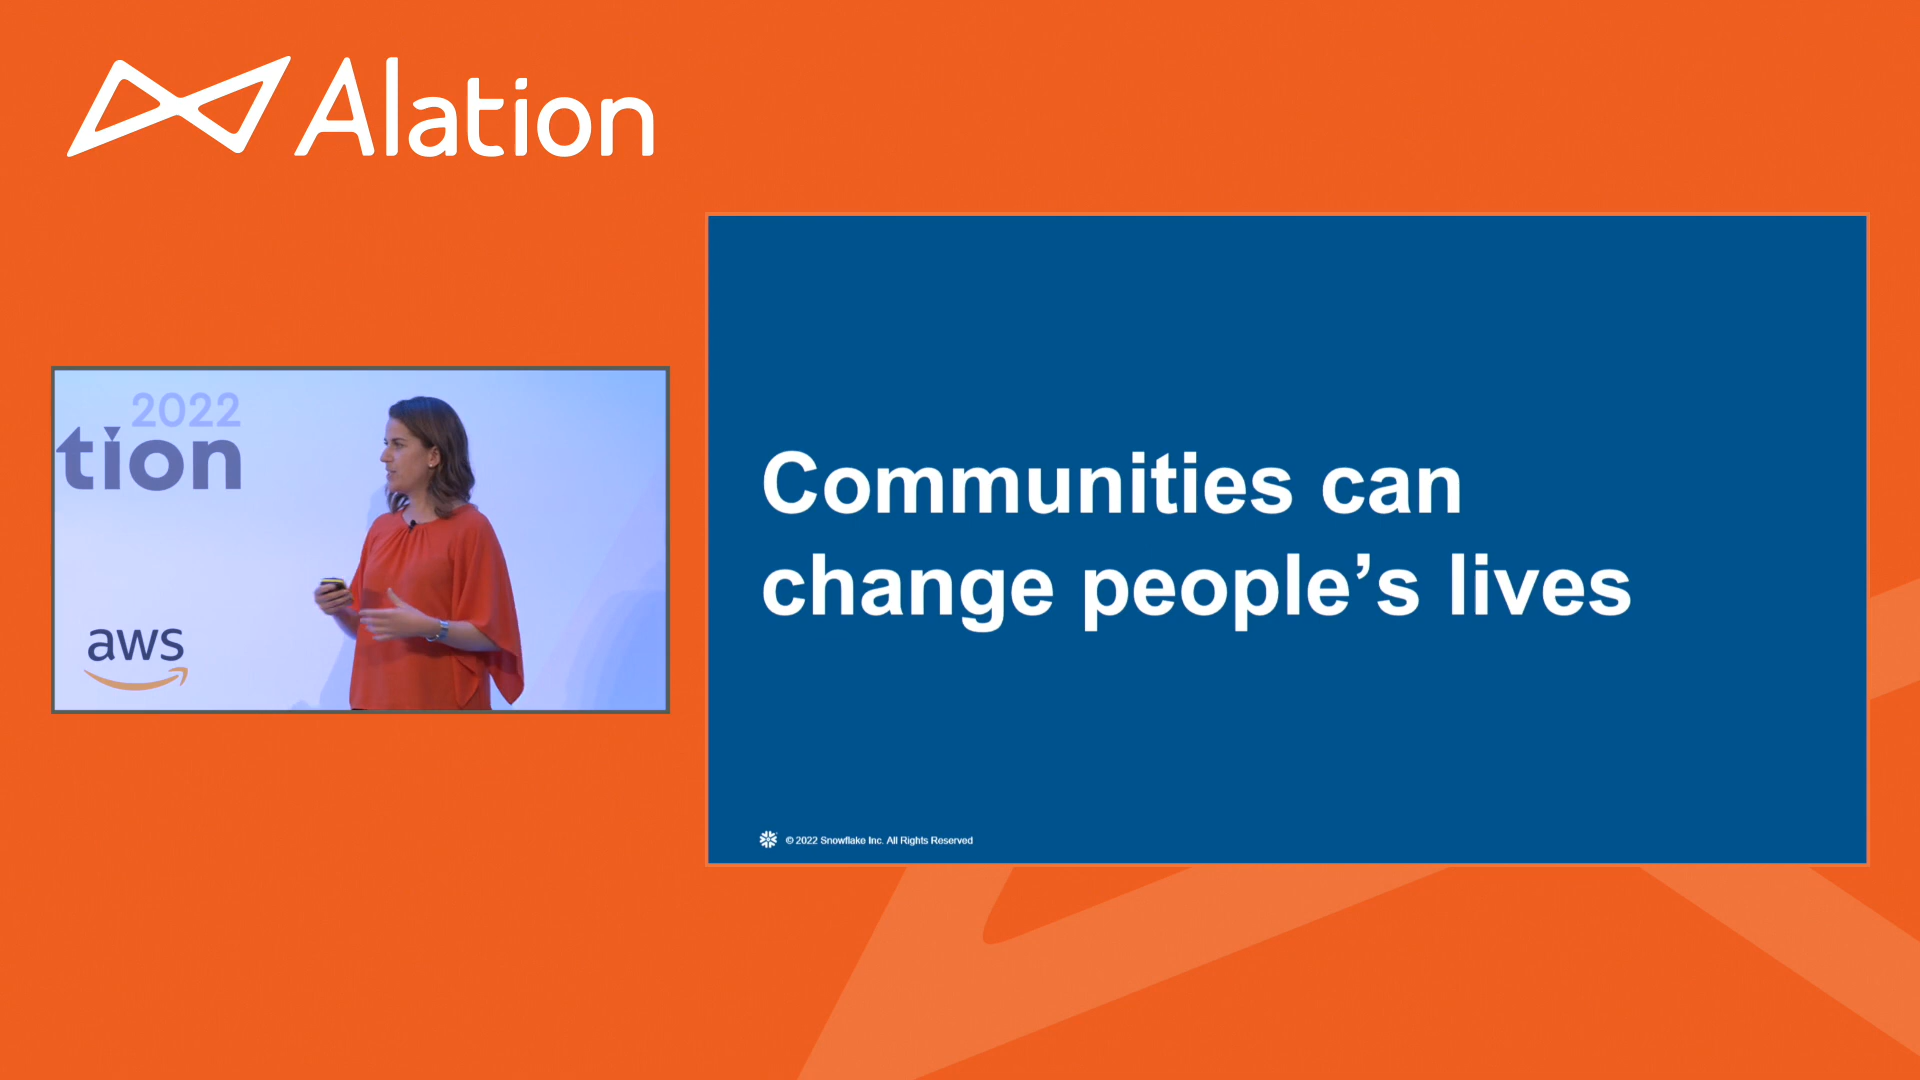 Alation
2022
tion
aws
Communities can
change people’s lives
© 2022 Snowflake Inc. All Rights Reserved